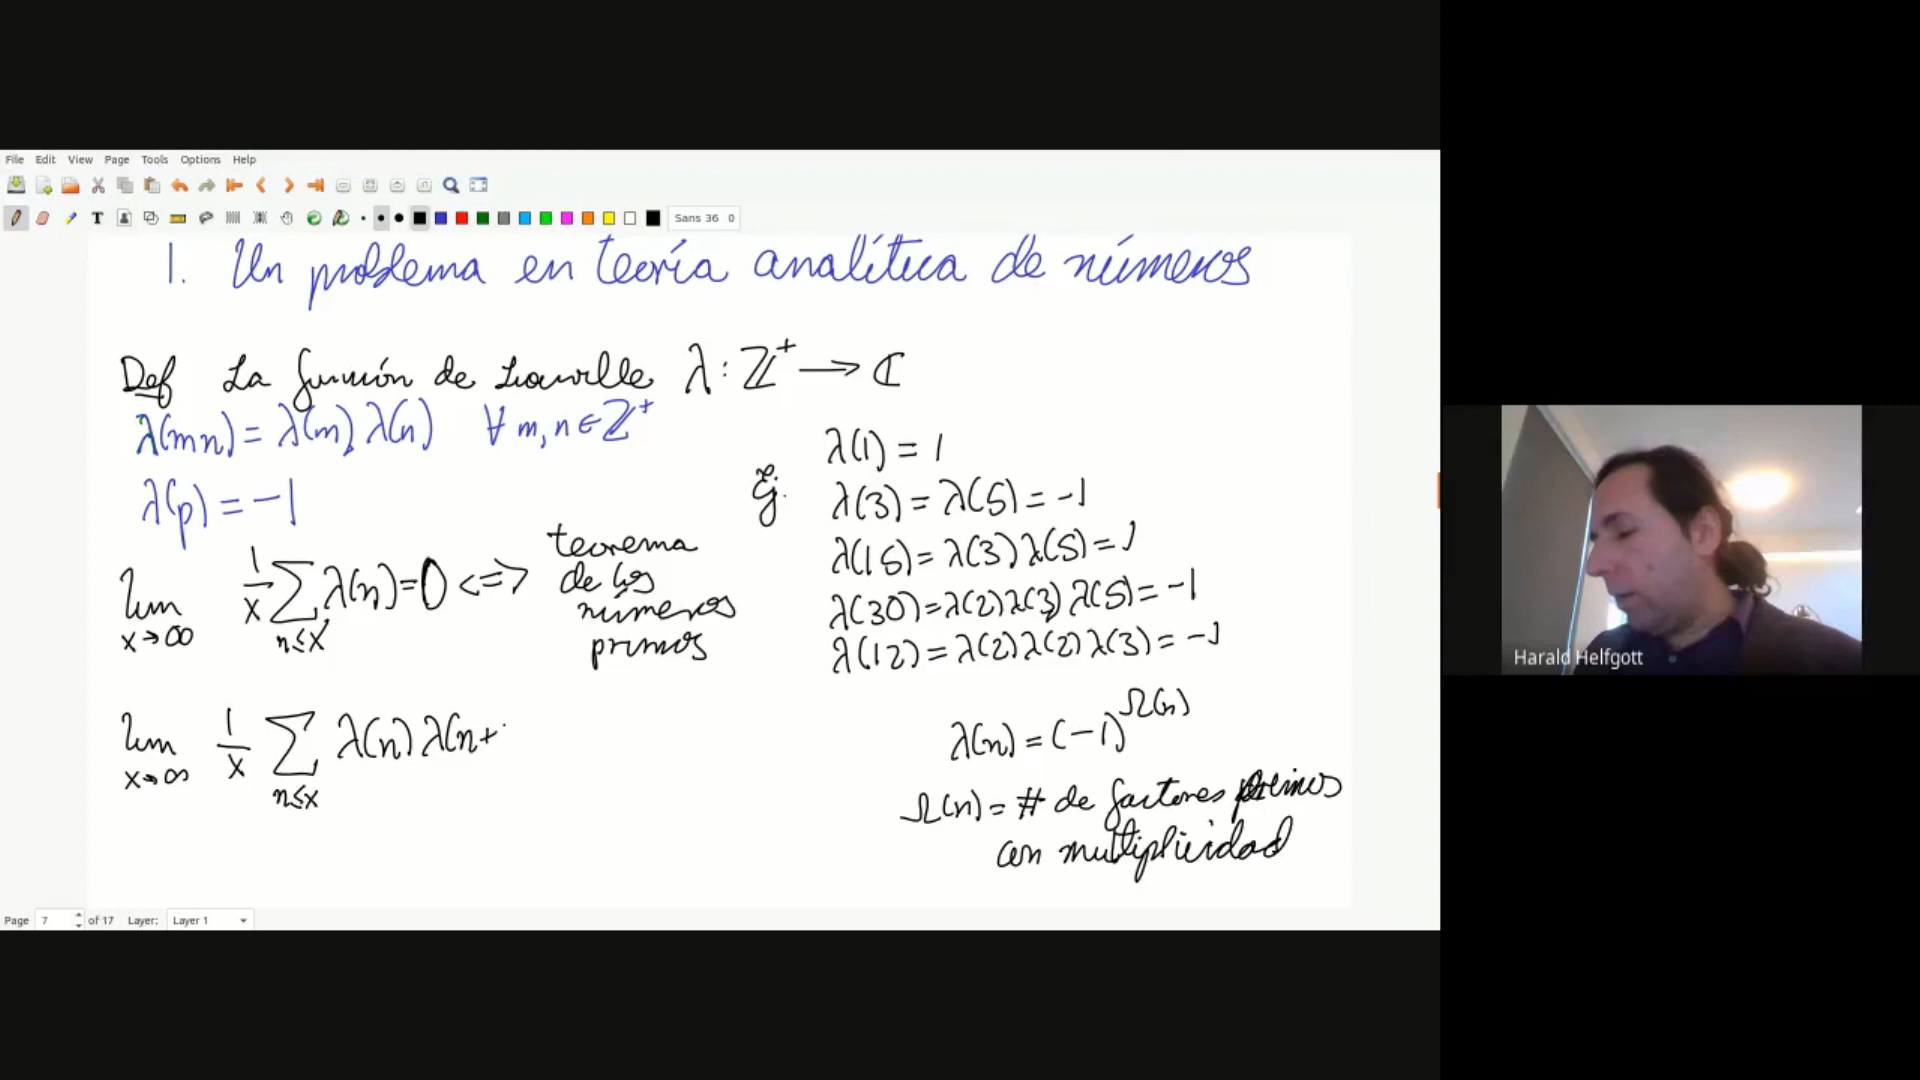 File Edit View Page Tools Options Help
Sans 36 0
1. Un problema en teoría analítica de números
Def La función de Liouville λ : ℤ⁺ → ℂ
λ(mn) = λ(m) λ(n) ∀ m, n ∈ ℤ⁺
λ(p) = -1
lim x→∞ 1/x ∑ n≤x λ(n) = 0 <=> teorema
de los
números
primos
lim x→∞ 1/x ∑ n≤x λ(n) λ(n+
Ej.
λ(1) = 1
λ(3) = λ(5) = -1
λ(15) = λ(3) λ(5) = 1
λ(30) = λ(2) λ(3) λ(5) = -1
λ(12) = λ(2) λ(2) λ(3) = -1
λ(n) = (-1)^Ω(n)
Ω(n) = # de factores primos
con multiplicidad
Page 7 of 17 Layer: Layer 1
Harald Helfgott